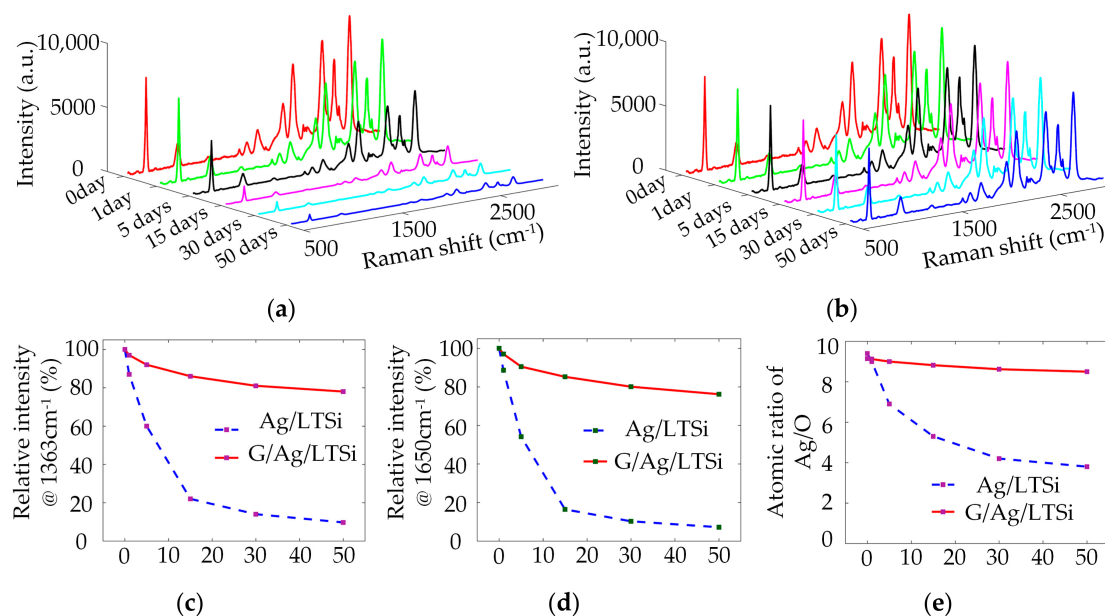 Intensity (a.u.)
10,000
5000
0
0day
1day
5 days
15 days
30 days
50 days
500
1500
2500
Raman shift (cm⁻¹)
(a)
Intensity (a.u.)
10,000
5000
0
0day
1day
5 days
15 days
30 days
50 days
500
1500
2500
Raman shift (cm⁻¹)
(b)
Relative intensity
@ 1363cm⁻¹ (%)
100
80
60
40
20
0
Ag/LTSi
G/Ag/LTSi
0 10 20 30 40 50
(c)
Relative intensity
@ 1650cm⁻¹ (%)
100
80
60
40
20
0
Ag/LTSi
G/Ag/LTSi
0 10 20 30 40 50
(d)
Atomic ratio of
Ag/O
10
8
6
4
2
0
Ag/LTSi
G/Ag/LTSi
0 10 20 30 40 50
(e)